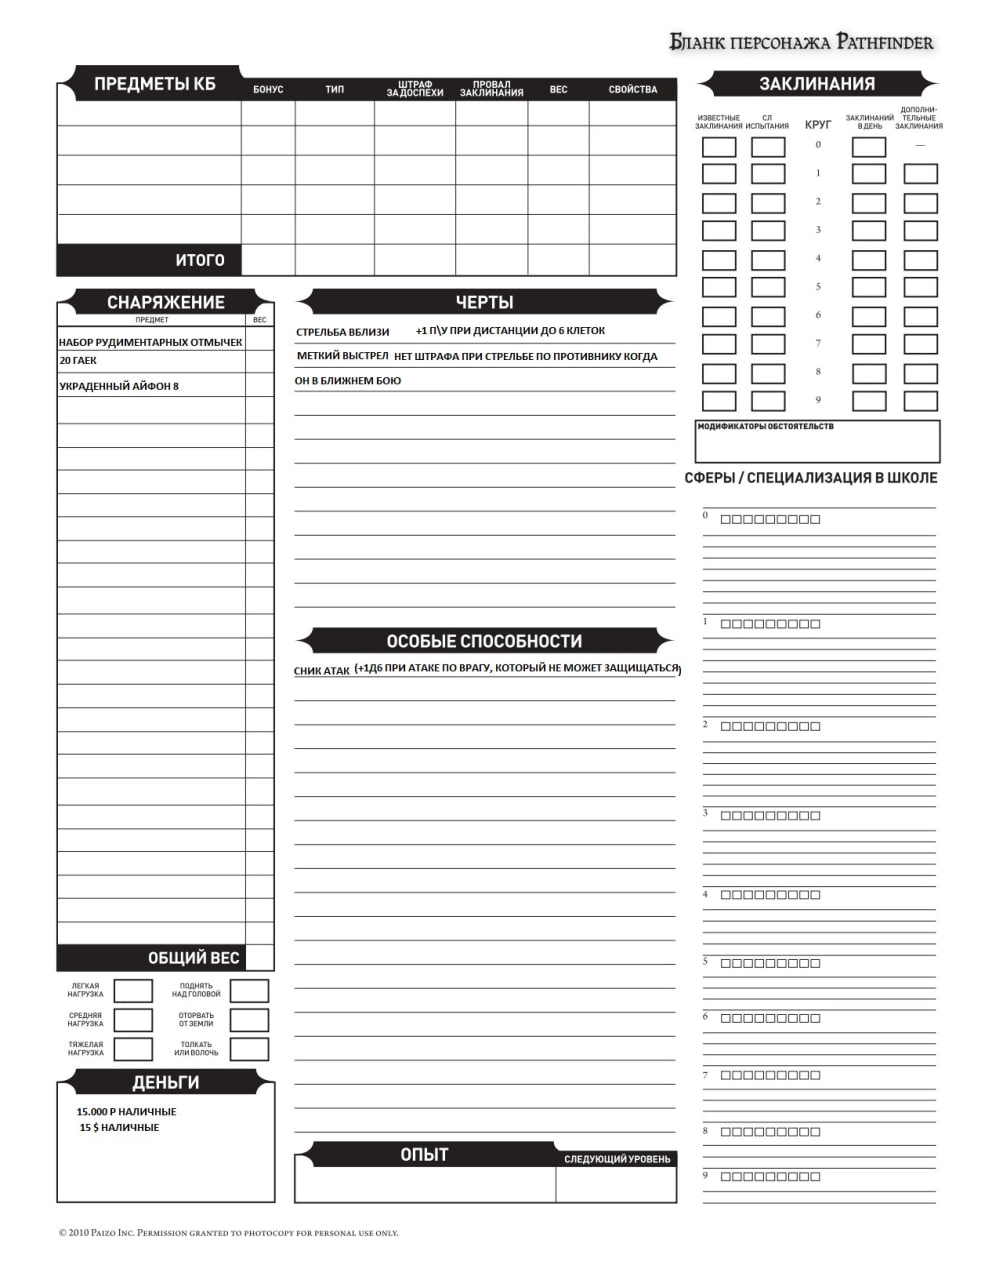 Бланк персонажа Pathfinder
ПРЕДМЕТЫ КБ
БОНУС
ТИП
ШТРАФ
ЗА ДОСПЕХИ
ПРОВАЛ
ЗАКЛИНАНИЯ
ВЕС
СВОЙСТВА
ИТОГО
ЗАКЛИНАНИЯ
ИЗВЕСТНЫЕ
ЗАКЛИНАНИЯ
СЛ
ИСПЫТАНИЯ
КРУГ
ЗАКЛИНАНИЙ
В ДЕНЬ
ДОПОЛНИ-
ТЕЛЬНЫЕ
ЗАКЛИНАНИЯ
0 —
1
2
3
4
5
6
7
8
9
МОДИФИКАТОРЫ ОБСТОЯТЕЛЬСТВ
СНАРЯЖЕНИЕ
ПРЕДМЕТ ВЕС
НАБОР РУДИМЕНТАРНЫХ ОТМЫЧЕК
20 ГАЕК
УКРАДЕННЫЙ АЙФОН 8
ОБЩИЙ ВЕС
ЛЕГКАЯ
НАГРУЗКА
ПОДНЯТЬ
НАД ГОЛОВОЙ
СРЕДНЯЯ
НАГРУЗКА
ОТОРВАТЬ
ОТ ЗЕМЛИ
ТЯЖЕЛАЯ
НАГРУЗКА
ТОЛКАТЬ
ИЛИ ВОЛОЧЬ
ДЕНЬГИ
15.000 Р НАЛИЧНЫЕ
15 $ НАЛИЧНЫЕ
ЧЕРТЫ
СТРЕЛЬБА ВБЛИЗИ +1 П\У ПРИ ДИСТАНЦИИ ДО 6 КЛЕТОК
МЕТКИЙ ВЫСТРЕЛ НЕТ ШТРАФА ПРИ СТРЕЛЬБЕ ПО ПРОТИВНИКУ КОГДА
ОН В БЛИЖНЕМ БОЮ
ОСОБЫЕ СПОСОБНОСТИ
СНИК АТАК (+1Д6 ПРИ АТАКЕ ПО ВРАГУ, КОТОРЫЙ НЕ МОЖЕТ ЗАЩИЩАТЬСЯ)
ОПЫТ
СЛЕДУЮЩИЙ УРОВЕНЬ
СФЕРЫ / СПЕЦИАЛИЗАЦИЯ В ШКОЛЕ
0 □□□□□□□□□
1 □□□□□□□□□
2 □□□□□□□□□
3 □□□□□□□□□
4 □□□□□□□□□
5 □□□□□□□□□
6 □□□□□□□□□
7 □□□□□□□□□
8 □□□□□□□□□
9 □□□□□□□□□
© 2010 Paizo Inc. Permission granted to photocopy for personal use only.